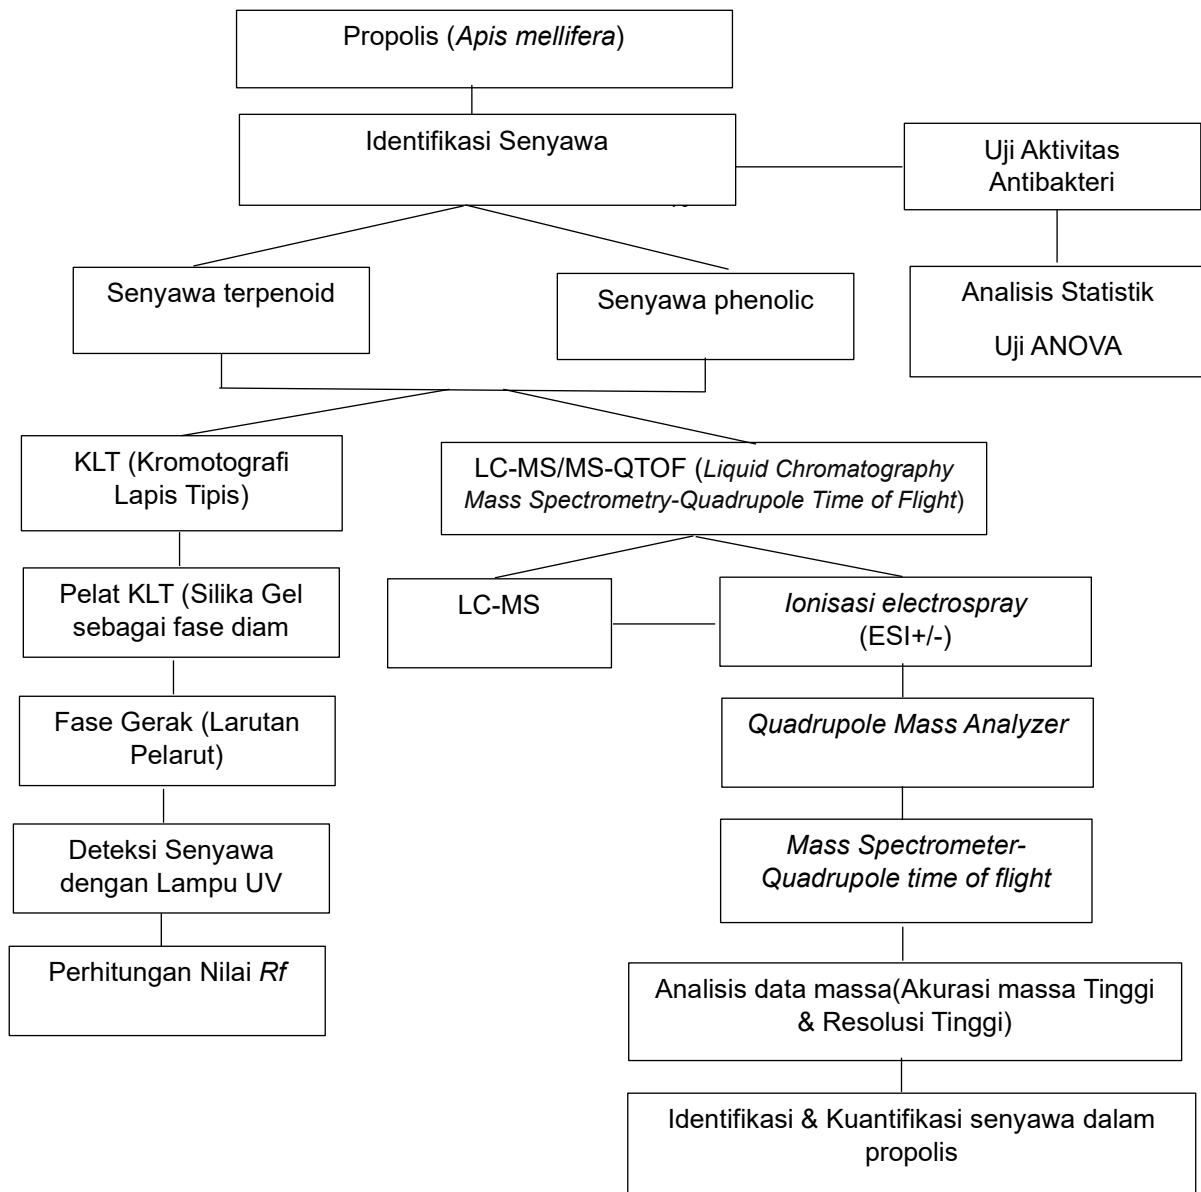 Propolis (Apis mellifera)
Identifikasi Senyawa
Uji Aktivitas
Antibakteri
Senyawa terpenoid
Senyawa phenolic
Analisis Statistik
Uji ANOVA
KLT (Kromotografi
Lapis Tipis)
LC-MS/MS-QTOF (Liquid Chromatography
Mass Spectrometry-Quadrupole Time of Flight)
Pelat KLT (Silika Gel
sebagai fase diam
LC-MS
Ionisasi electrospray
(ESI+/-)
Fase Gerak (Larutan
Pelarut)
Quadrupole Mass Analyzer
Deteksi Senyawa
dengan Lampu UV
Mass Spectrometer-
Quadrupole time of flight
Perhitungan Nilai Rf
Analisis data massa(Akurasi massa Tinggi
& Resolusi Tinggi)
Identifikasi & Kuantifikasi senyawa dalam
propolis